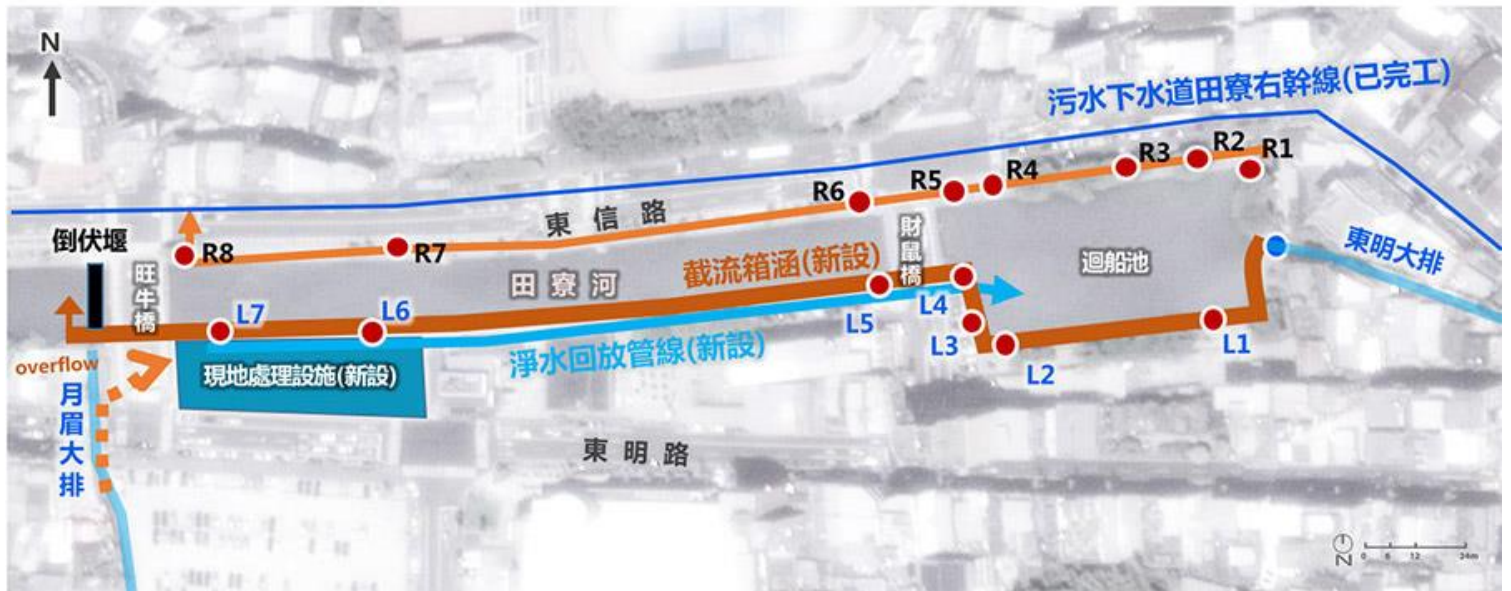 N
污水下水道田寮右幹線(已完工)
R1
R2
R3
R4
R5
R6
R7
R8
東信路
倒伏堰
旺牛橋
財鼠橋
截流箱涵(新設)
田寮河
迴船池
東明大排
L1
L2
L3
L4
L5
L6
L7
淨水回放管線(新設)
overflow
現地處理設施(新設)
月眉大排
東明路
N
0 6 12 24m